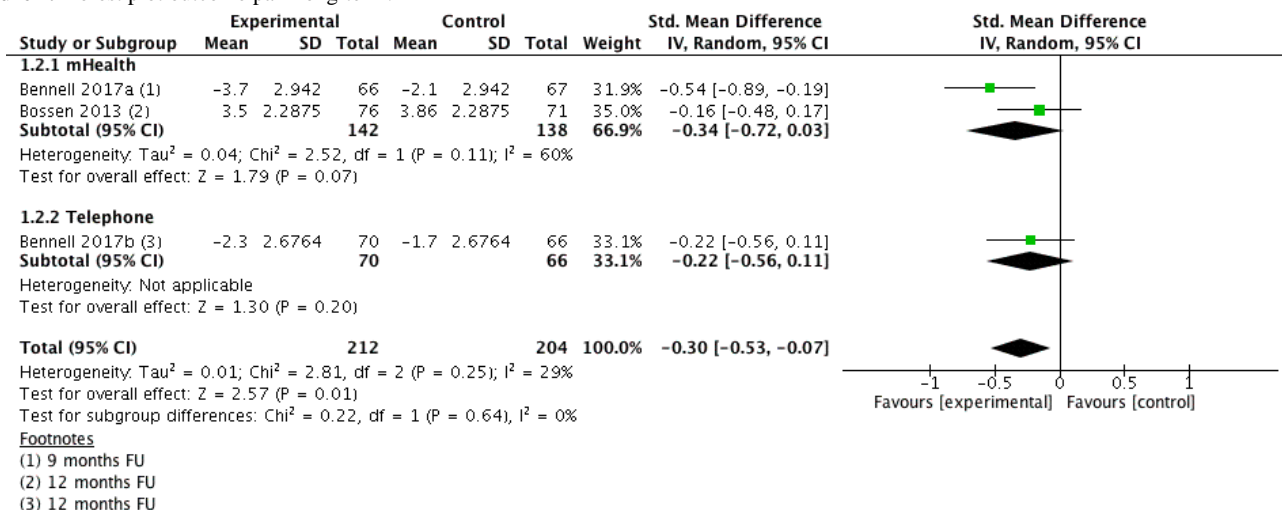 Experimental Control Std. Mean Difference Std. Mean Difference
Study or Subgroup Mean SD Total Mean SD Total Weight IV, Random, 95% CI IV, Random, 95% CI
1.2.1 mHealth
Bennell 2017a (1) -3.7 2.942 66 -2.1 2.942 67 31.9% -0.54 [-0.89, -0.19]
Bossen 2013 (2) 3.5 2.2875 76 3.86 2.2875 71 35.0% -0.16 [-0.48, 0.17]
Subtotal (95% CI) 142 138 66.9% -0.34 [-0.72, 0.03]
Heterogeneity: Tau² = 0.04; Chi² = 2.52, df = 1 (P = 0.11); I² = 60%
Test for overall effect: Z = 1.79 (P = 0.07)
1.2.2 Telephone
Bennell 2017b (3) -2.3 2.6764 70 -1.7 2.6764 66 33.1% -0.22 [-0.56, 0.11]
Subtotal (95% CI) 70 66 33.1% -0.22 [-0.56, 0.11]
Heterogeneity: Not applicable
Test for overall effect: Z = 1.30 (P = 0.20)
Total (95% CI) 212 204 100.0% -0.30 [-0.53, -0.07]
Heterogeneity: Tau² = 0.01; Chi² = 2.81, df = 2 (P = 0.25); I² = 29%
Test for overall effect: Z = 2.57 (P = 0.01)
Test for subgroup differences: Chi² = 0.22, df = 1 (P = 0.64), I² = 0%
-1 -0.5 0 0.5 1
Favours [experimental] Favours [control]
Footnotes
(1) 9 months FU
(2) 12 months FU
(3) 12 months FU